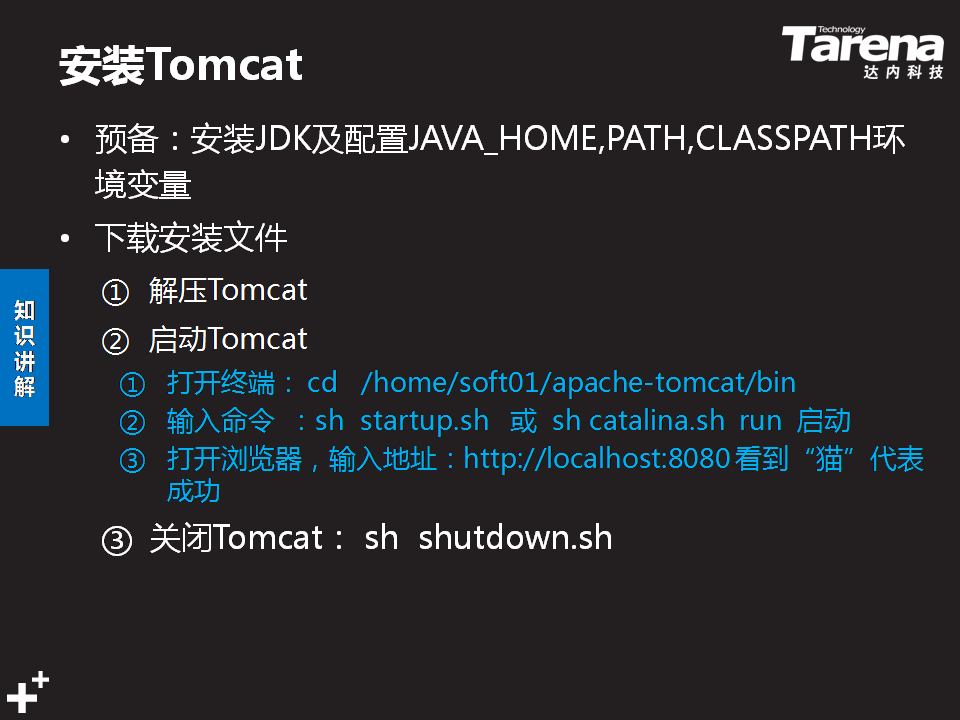 安装Tomcat
Technology
Tarena
达内科技
• 预备：安装JDK及配置JAVA_HOME,PATH,CLASSPATH环
境变量
• 下载安装文件
① 解压Tomcat
② 启动Tomcat
① 打开终端： cd /home/soft01/apache-tomcat/bin
② 输入命令 ：sh startup.sh 或 sh catalina.sh run 启动
③ 打开浏览器，输入地址：http://localhost:8080 看到“猫”代表
成功
③ 关闭Tomcat： sh shutdown.sh
知识讲解